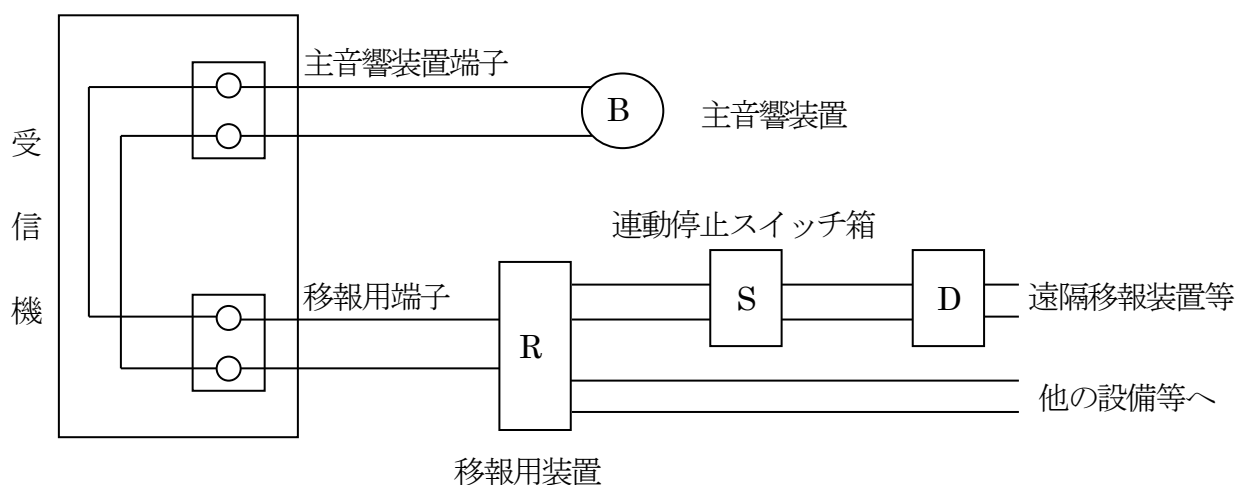 主音響装置端子
B
主音響装置
受信機
連動停止スイッチ箱
移報用端子
R
S
D
遠隔移報装置等
他の設備等へ
移報用装置